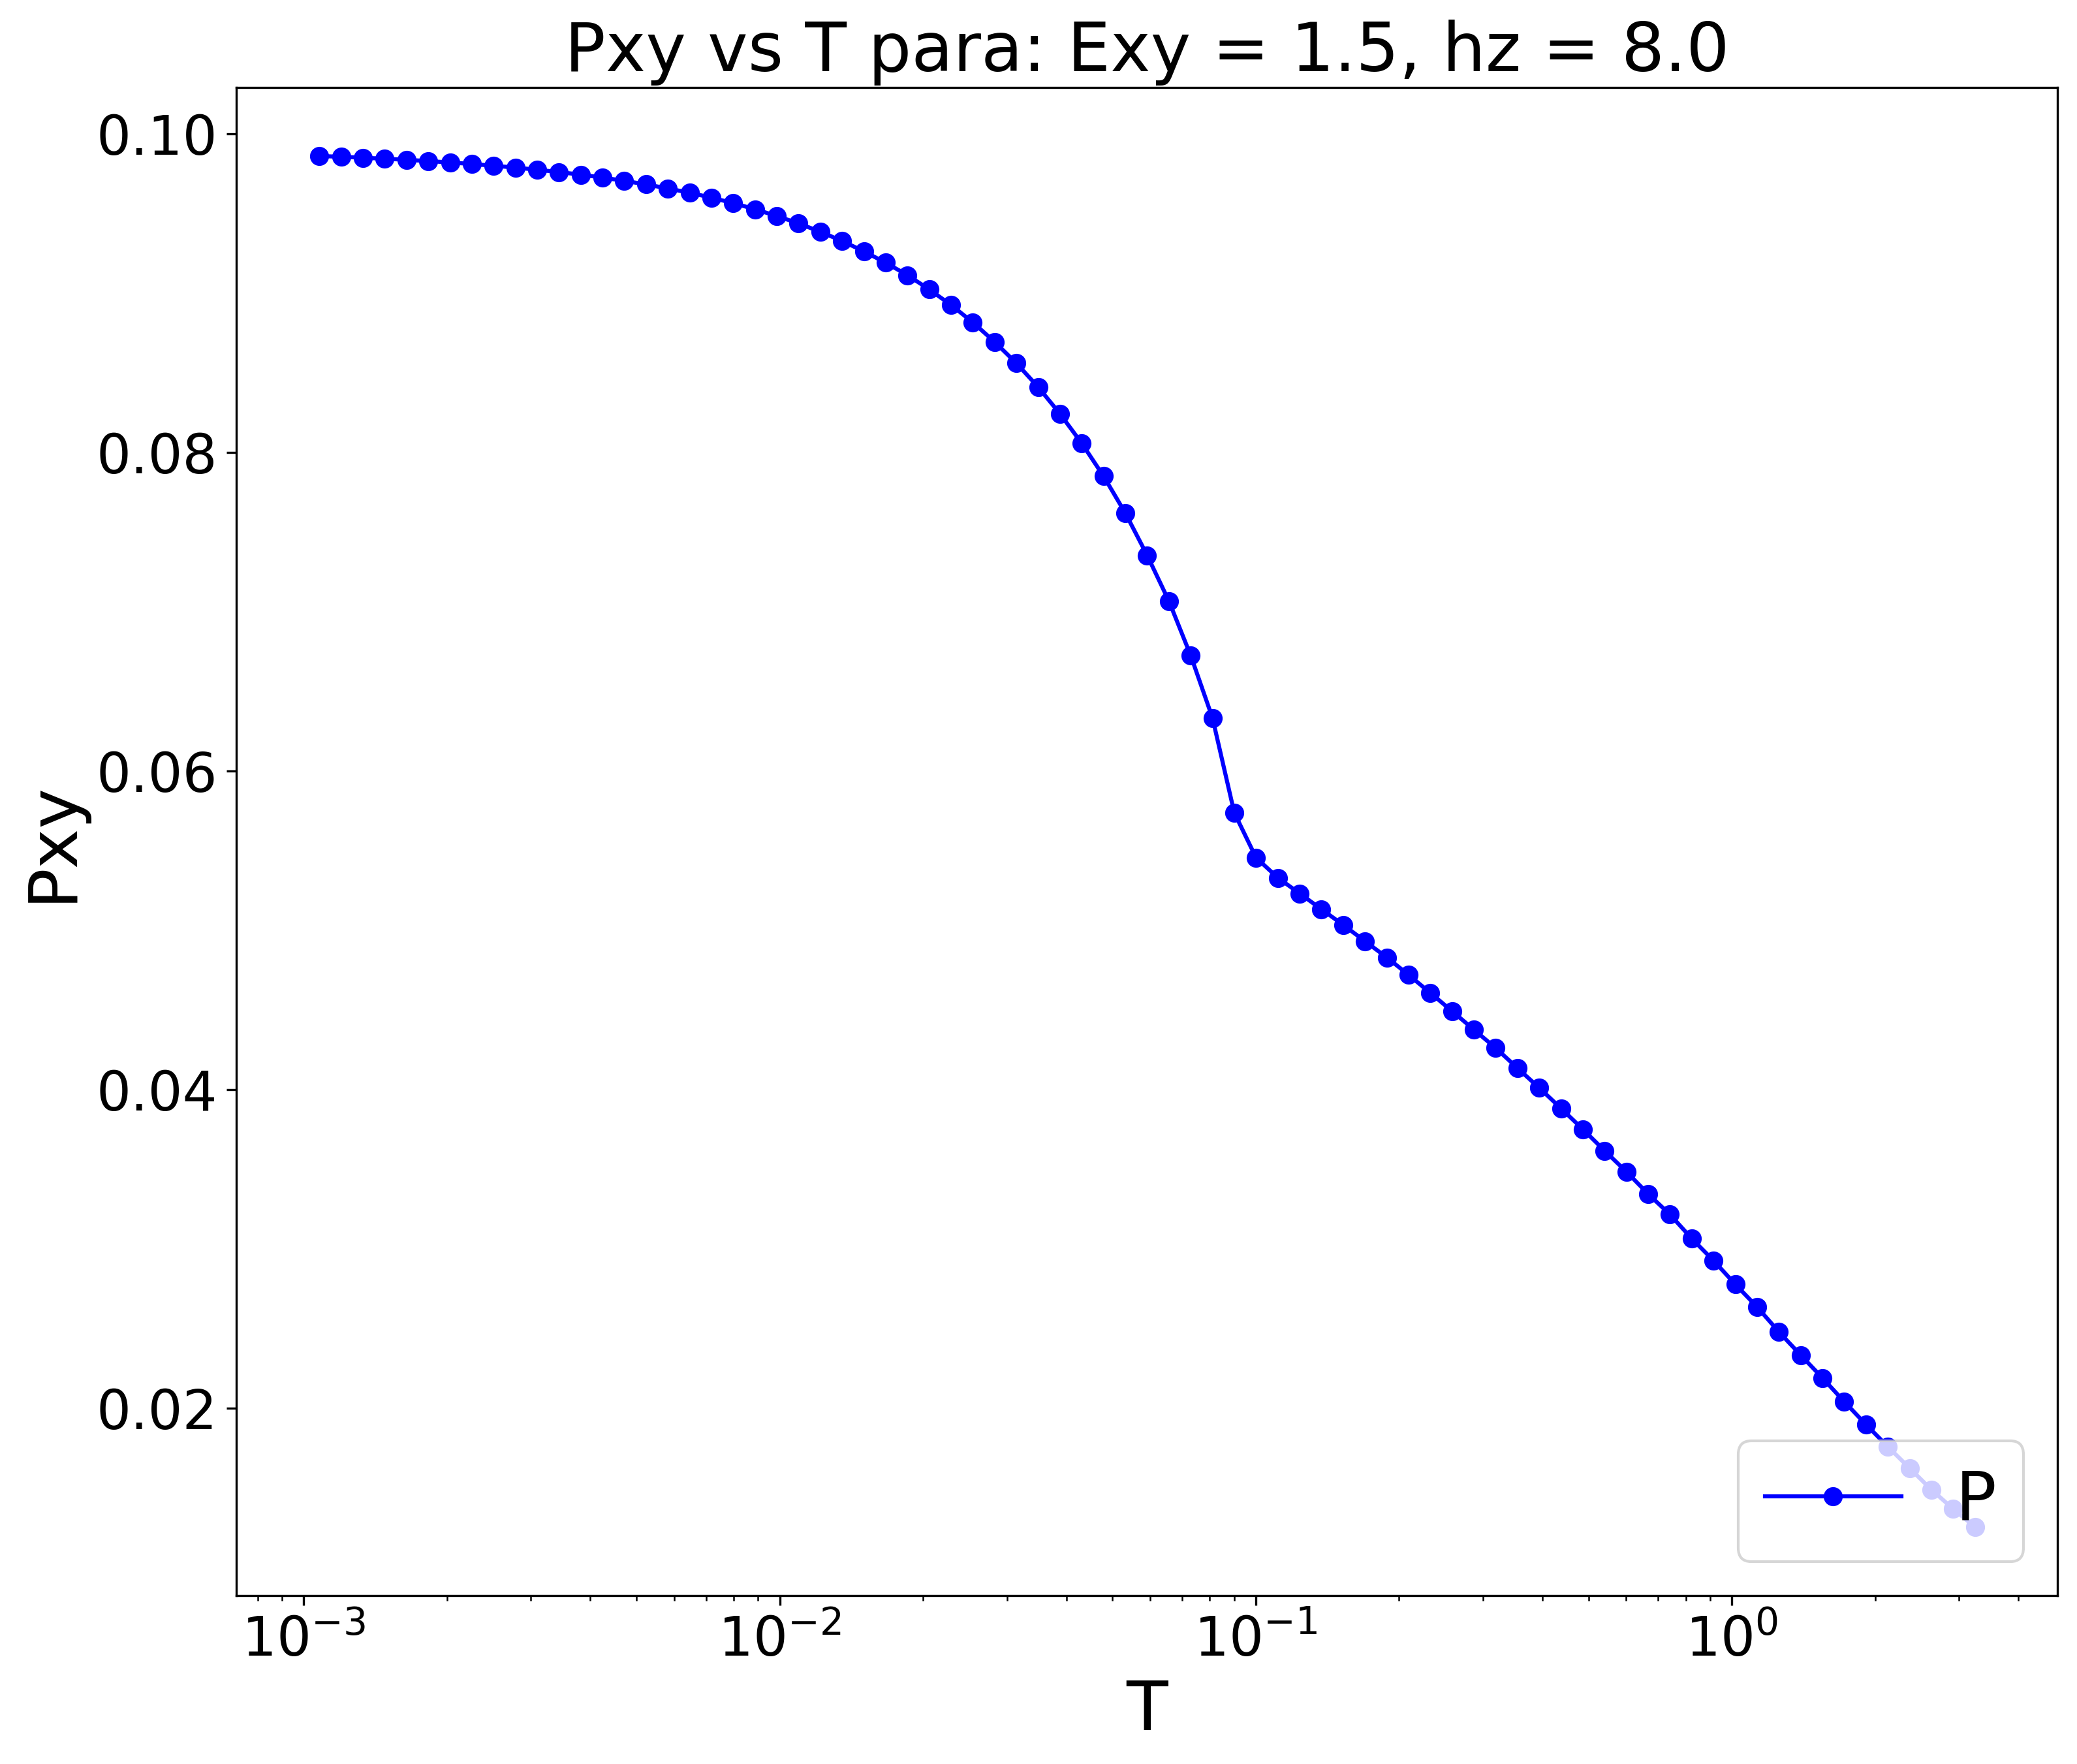 Pxy vs T para: Exy = 1.5, hz = 8.0
0.10
0.08
0.06
0.04
0.02
Pxy
P
10⁻³ 10⁻² 10⁻¹ 10⁰
T